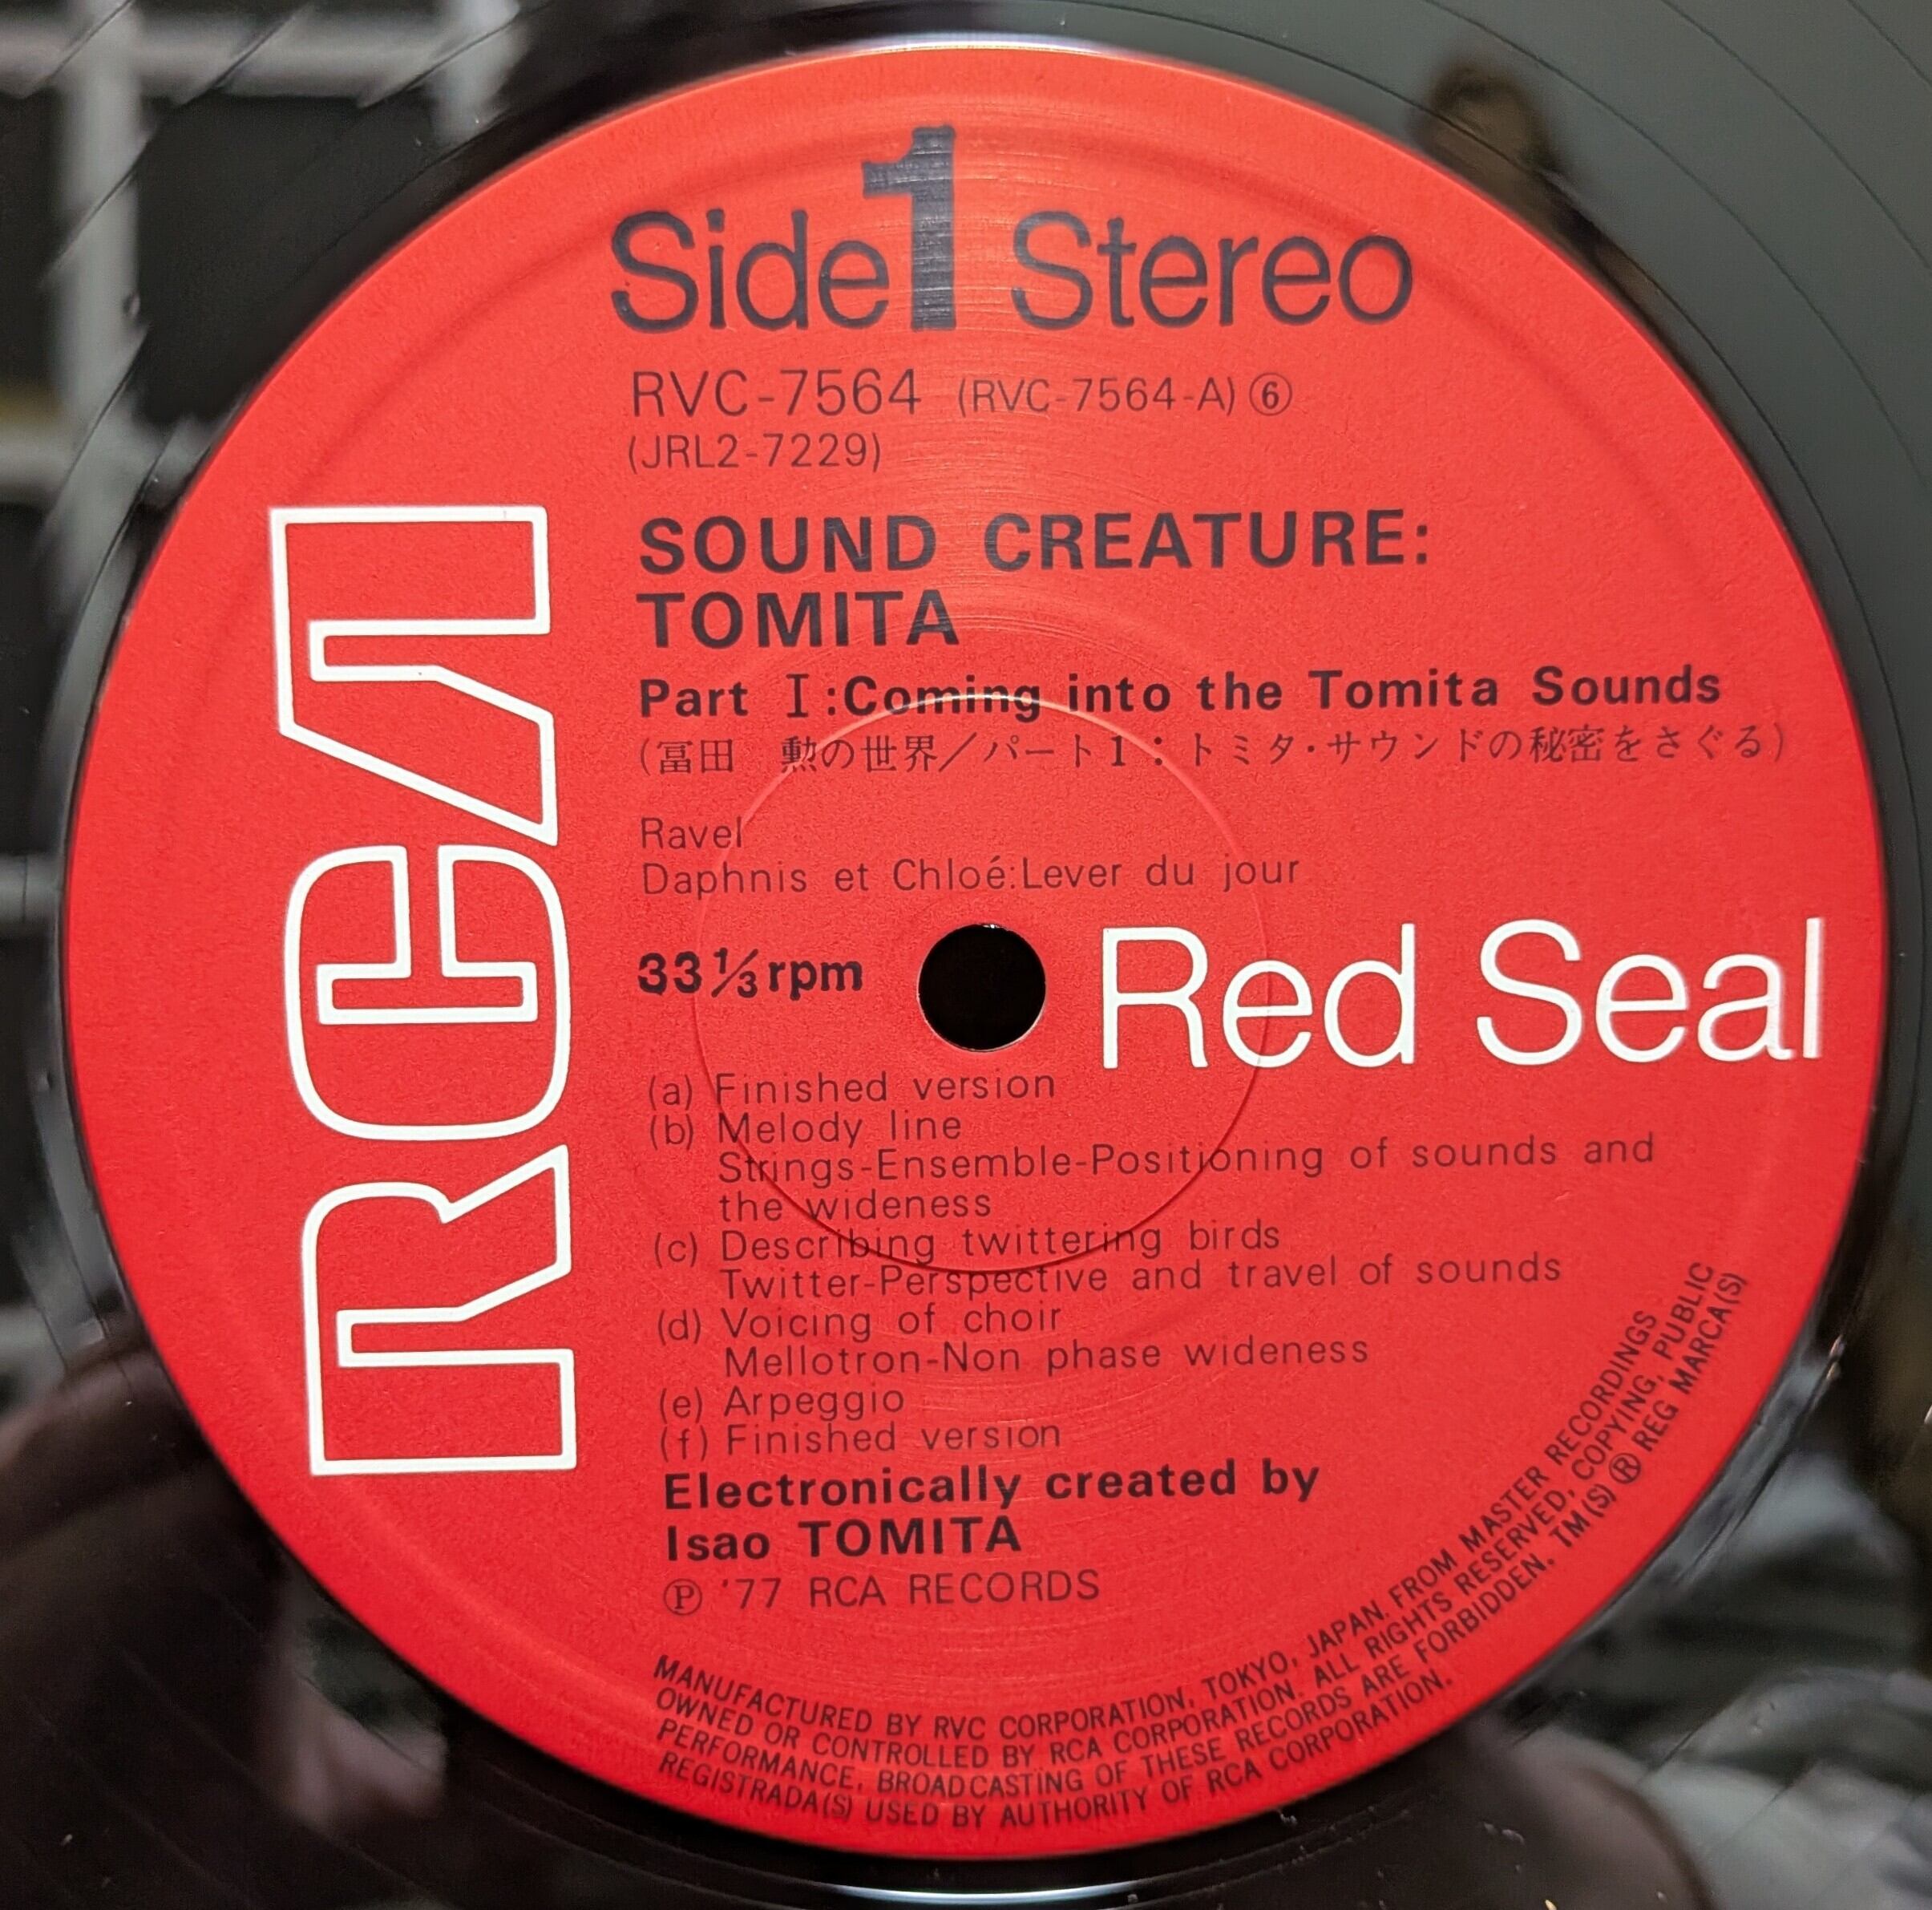 Side 1 Stereo
RVC-7564 (RVC-7564-A) ⑥
(JRL2-7229)
SOUND CREATURE:
TOMITA
Part I:Coming into the Tomita Sounds
(冨田 勲の世界/パート1:トミタ・サウンドの秘密をさぐる)
Ravel
Daphnis et Chloé:Lever du jour
33⅓rpm
RCA
Red Seal
(a) Finished version
(b) Melody line
Strings-Ensemble-Positioning of sounds and
the wideness
(c) Describing twittering birds
Twitter-Perspective and travel of sounds
(d) Voicing of choir
Mellotron-Non phase wideness
(e) Arpeggio
(f) Finished version
Electronically created by
Isao TOMITA
Ⓟ '77 RCA RECORDS
MANUFACTURED BY RVC CORPORATION, TOKYO, JAPAN. FROM MASTER RECORDINGS
OWNED OR CONTROLLED BY RCA CORPORATION. ALL RIGHTS RESERVED, COPYING, PUBLIC
PERFORMANCE, BROADCASTING OF THESE RECORDS ARE FORBIDDEN. TM(S) ® REG MARCA(S)
REGISTRADA(S) USED BY AUTHORITY OF RCA CORPORATION.